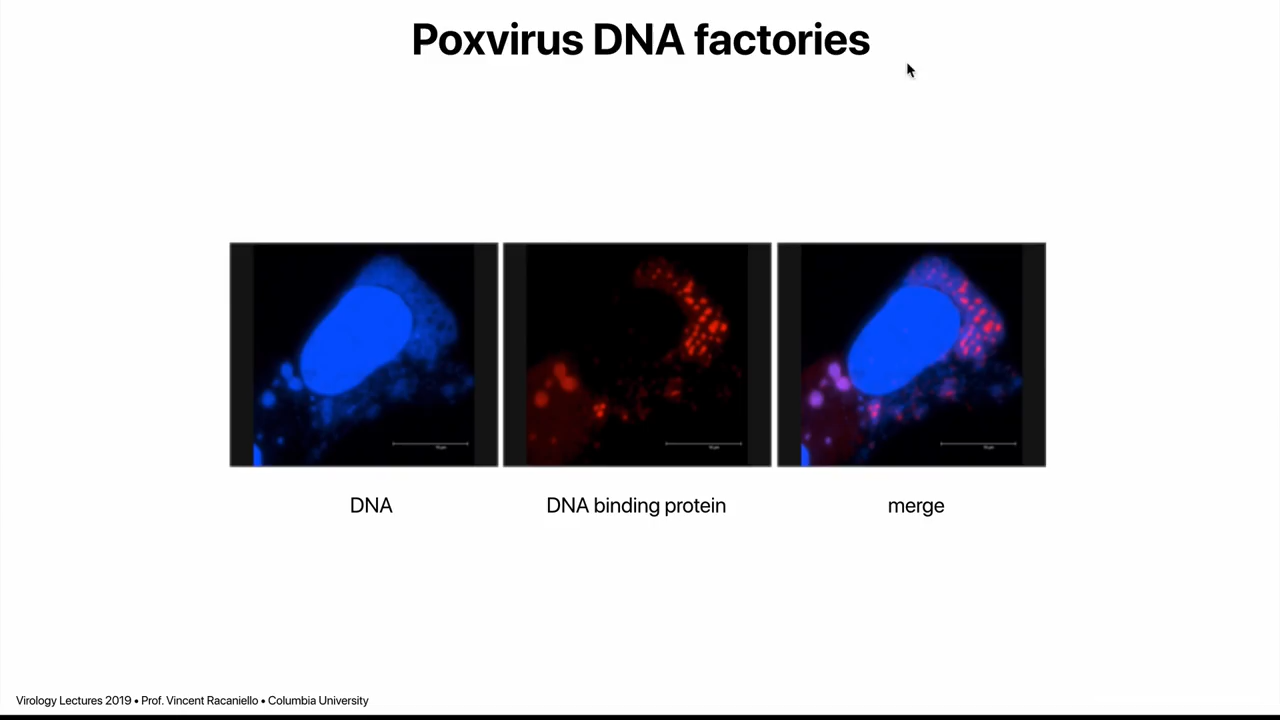 Poxvirus DNA factories
DNA
DNA binding protein
merge
Virology Lectures 2019 • Prof. Vincent Racaniello • Columbia University